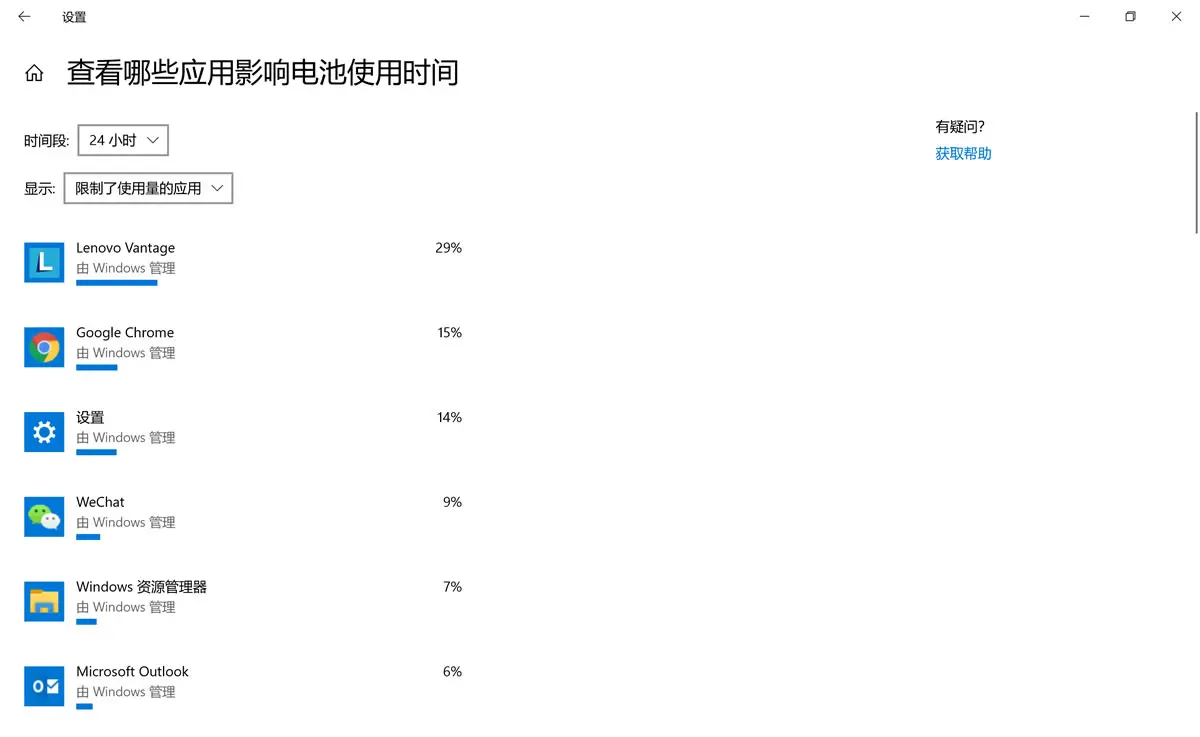 设置
查看哪些应用影响电池使用时间
时间段: 24 小时
显示: 限制了使用量的应用
有疑问?
获取帮助
Lenovo Vantage 29%
由 Windows 管理
Google Chrome 15%
由 Windows 管理
设置 14%
由 Windows 管理
WeChat 9%
由 Windows 管理
Windows 资源管理器 7%
由 Windows 管理
Microsoft Outlook 6%
由 Windows 管理